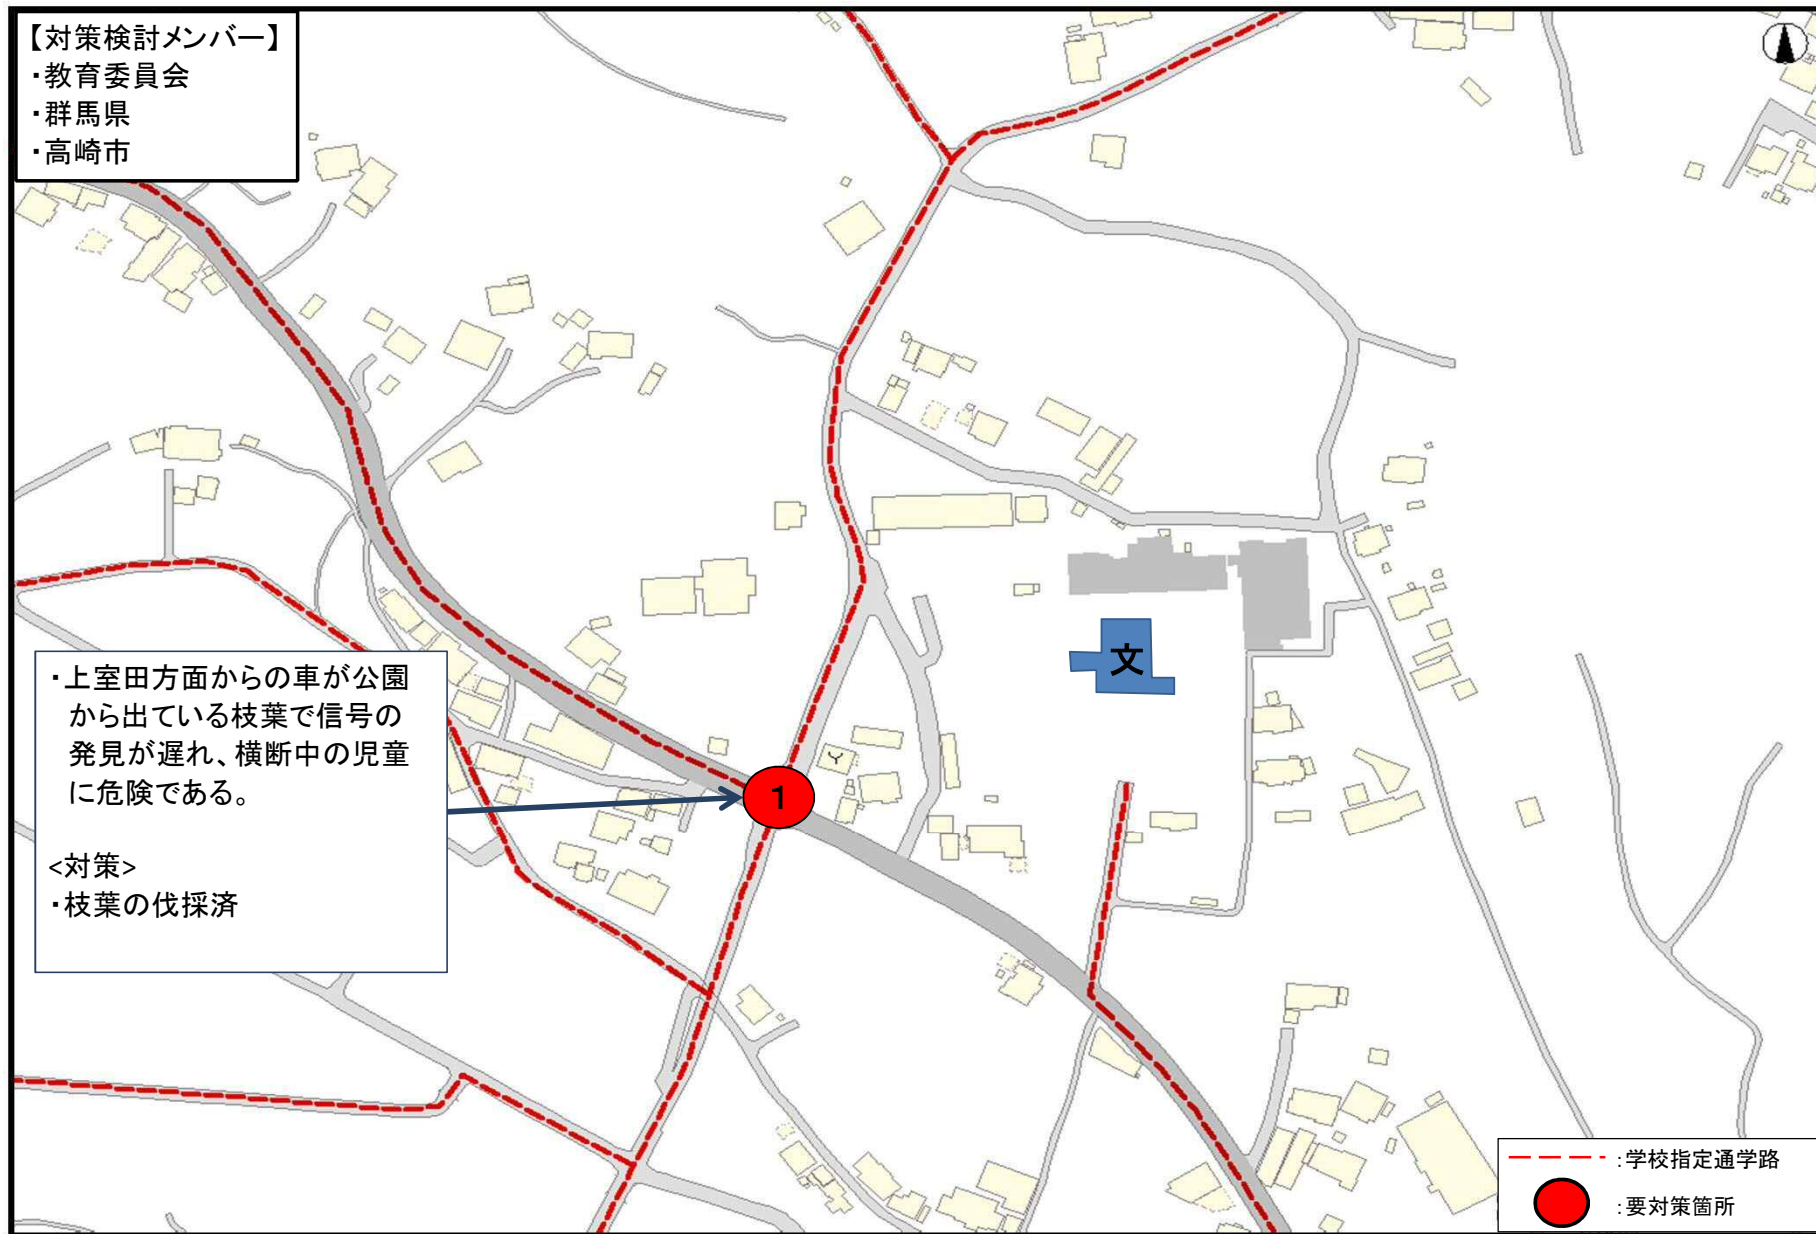 【対策検討メンバー】
・教育委員会
・群馬県
・高崎市
・上室田方面からの車が公園
から出ている枝葉で信号の
発見が遅れ、横断中の児童
に危険である。
<対策>
・枝葉の伐採済
文
1
:学校指定通学路
:要対策箇所